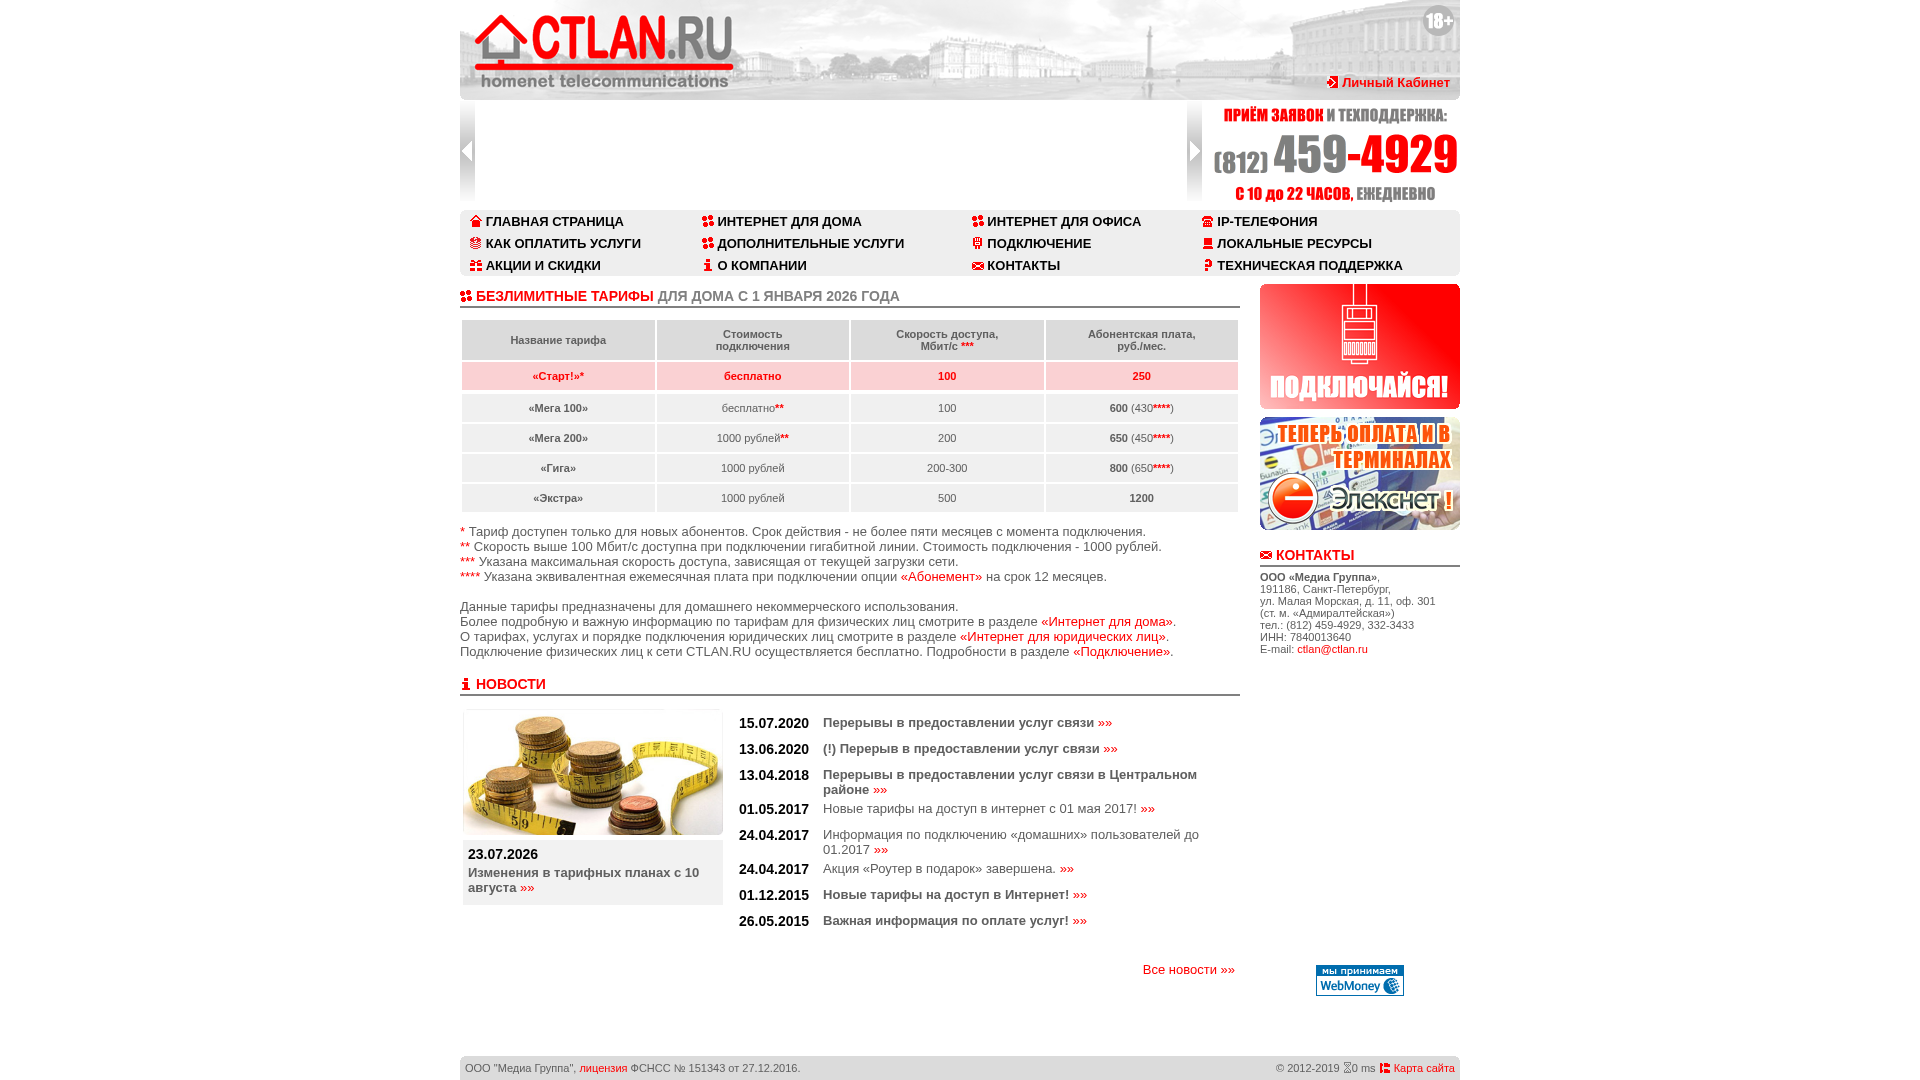 CTLAN.RU
homenet telecommunications
18+
Личный Кабинет
ПРИЁМ ЗАЯВОК И ТЕХПОДДЕРЖКА:
(812) 459-4929
С 10 до 22 ЧАСОВ, ЕЖЕДНЕВНО
ГЛАВНАЯ СТРАНИЦА
ИНТЕРНЕТ ДЛЯ ДОМА
ИНТЕРНЕТ ДЛЯ ОФИСА
IP-ТЕЛЕФОНИЯ
КАК ОПЛАТИТЬ УСЛУГИ
ДОПОЛНИТЕЛЬНЫЕ УСЛУГИ
ПОДКЛЮЧЕНИЕ
ЛОКАЛЬНЫЕ РЕСУРСЫ
АКЦИИ И СКИДКИ
О КОМПАНИИ
КОНТАКТЫ
ТЕХНИЧЕСКАЯ ПОДДЕРЖКА
БЕЗЛИМИТНЫЕ ТАРИФЫ ДЛЯ ДОМА С 1 ЯНВАРЯ 2026 ГОДА
Название тарифа
Стоимость
подключения
Скорость доступа,
Мбит/с ***
Абонентская плата,
руб./мес.
«Старт!»* бесплатно 100 250
«Мега 100» бесплатно** 100 600 (430****)
«Мега 200» 1000 рублей** 200 650 (450****)
«Гига» 1000 рублей 200-300 800 (650****)
«Экстра» 1000 рублей 500 1200
* Тариф доступен только для новых абонентов. Срок действия - не более пяти месяцев с момента подключения.
** Скорость выше 100 Мбит/с доступна при подключении гигабитной линии. Стоимость подключения - 1000 рублей.
*** Указана максимальная скорость доступа, зависящая от текущей загрузки сети.
**** Указана эквивалентная ежемесячная плата при подключении опции «Абонемент» на срок 12 месяцев.
Данные тарифы предназначены для домашнего некоммерческого использования.
Более подробную и важную информацию по тарифам для физических лиц смотрите в разделе «Интернет для дома».
О тарифах, услугах и порядке подключения юридических лиц смотрите в разделе «Интернет для юридических лиц».
Подключение физических лиц к сети CTLAN.RU осуществляется бесплатно. Подробности в разделе «Подключение».
НОВОСТИ
23.07.2026
Изменения в тарифных планах с 10
августа »»
15.07.2020 Перерывы в предоставлении услуг связи »»
13.06.2020 (!) Перерыв в предоставлении услуг связи »»
13.04.2018 Перерывы в предоставлении услуг связи в Центральном
районе »»
01.05.2017 Новые тарифы на доступ в интернет с 01 мая 2017! »»
24.04.2017 Информация по подключению «домашних» пользователей до
01.2017 »»
24.04.2017 Акция «Роутер в подарок» завершена. »»
01.12.2015 Новые тарифы на доступ в Интернет! »»
26.05.2015 Важная информация по оплате услуг! »»
Все новости »»
ПОДКЛЮЧАЙСЯ!
ТЕПЕРЬ ОПЛАТА И В
ТЕРМИНАЛАХ
Элекснет !
КОНТАКТЫ
ООО «Медиа Группа»,
191186, Санкт-Петербург,
ул. Малая Морская, д. 11, оф. 301
(ст. м. «Адмиралтейская»)
тел.: (812) 459-4929, 332-3433
ИНН: 7840013640
E-mail: ctlan@ctlan.ru
мы принимаем
WebMoney
ООО "Медиа Группа", лицензия ФСНСС № 151343 от 27.12.2016.
© 2012-2019 0 ms Карта сайта